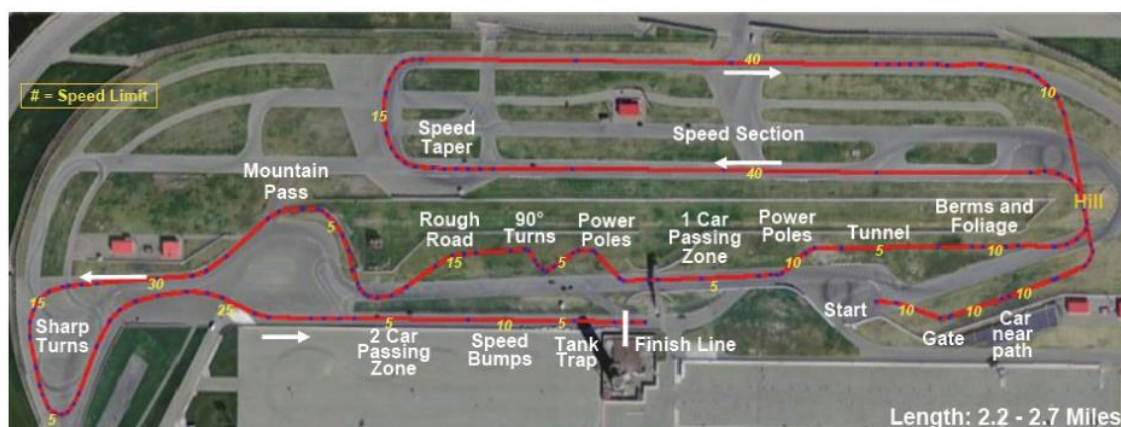 40
# = Speed Limit
10
15
Speed
Taper
Speed Section
40
Mountain
Pass
5
Rough
Road
15
90°
Turns
5
Power
Poles
1 Car
Passing
Zone
5
Power
Poles
10
Tunnel
5
Berms and
Foliage
10
Hill
30
15
Sharp
Turns
5
25
5
2 Car
Passing
Zone
10
Speed
Bumps
5
Tank
Trap
Finish Line
Start
10
Gate
10
10
Car
near
path
Length: 2.2 - 2.7 Miles